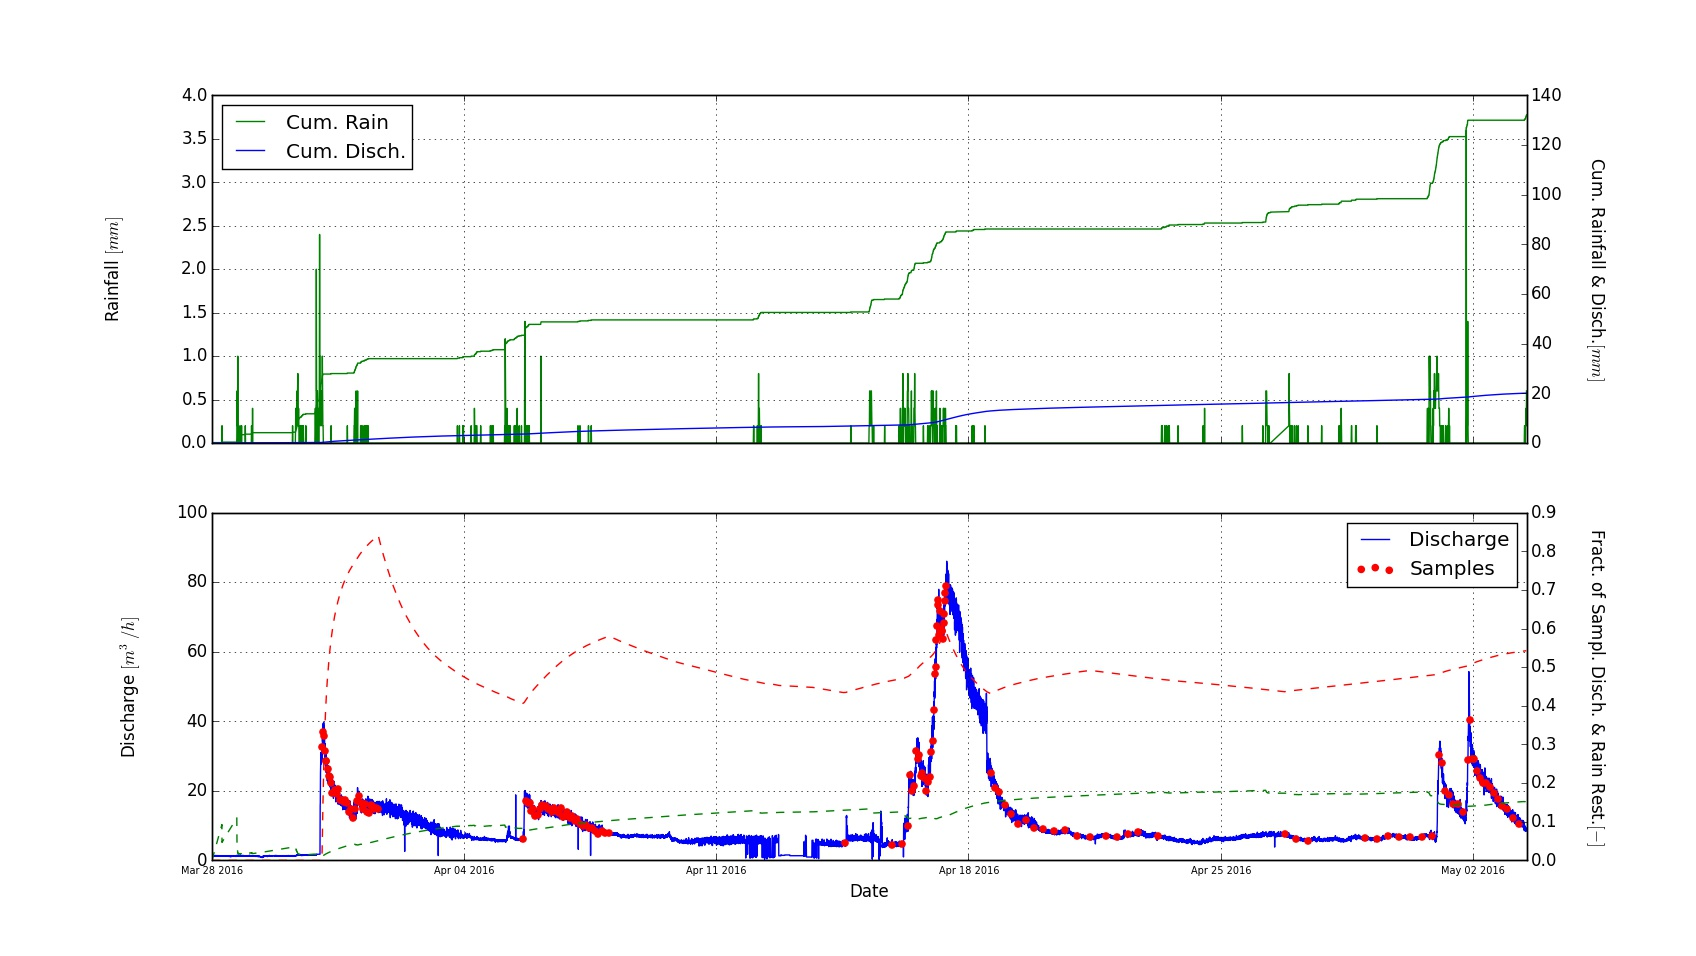 4.0
3.5
3.0
2.5
2.0
1.5
1.0
0.5
0.0
Rainfall [mm]
Cum. Rain
Cum. Disch.
140
120
100
80
60
40
20
0
Cum. Rainfall & Disch.[mm]
100
80
60
40
20
0
Discharge [m³/h]
Discharge
Samples
0.9
0.8
0.7
0.6
0.5
0.4
0.3
0.2
0.1
0.0
Fract. of Sampl. Disch. & Rain Rest.[−]
Mar 28 2016
Apr 04 2016
Apr 11 2016
Apr 18 2016
Apr 25 2016
May 02 2016
Date